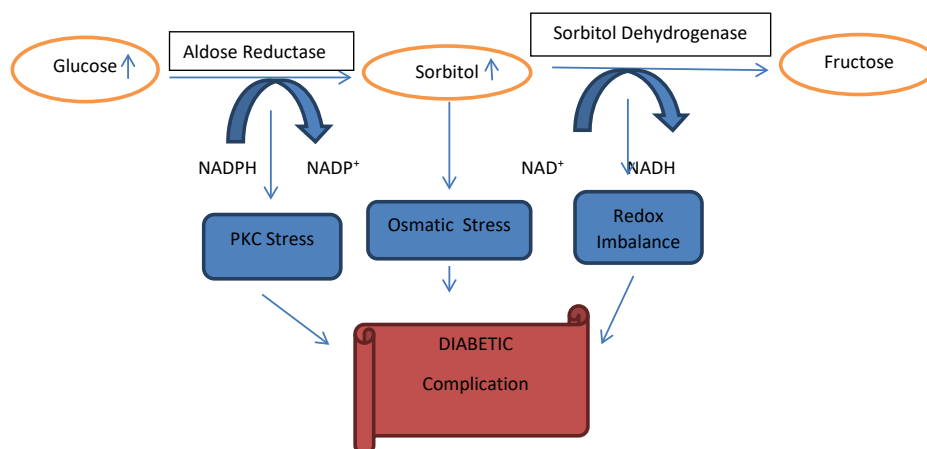 Glucose
Aldose Reductase
Sorbitol
Sorbitol Dehydrogenase
Fructose
NADPH
NADP+
NAD+
NADH
PKC Stress
Osmatic Stress
Redox
Imbalance
DIABETIC
Complication